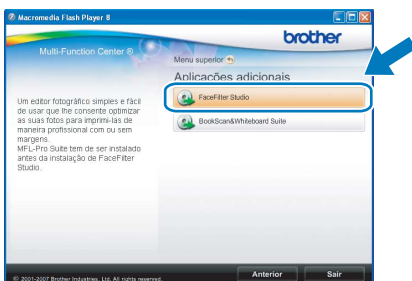 Macromedia Flash Player 8
brother
Multi-Function Center ®
Menu superior
Aplicações adicionais
FaceFilter Studio
BookScan&Whiteboard Suite
Um editor fotográfico simples e fácil
de usar que lhe consente optimizar
as suas fotos para imprimi-las de
maneira profissional com ou sem
margens.
MFL-Pro Suite tem de ser instalado
antes da instalação de FaceFilter
Studio.
© 2001-2007 Brother Industries, Ltd. All rights reserved.
Anterior
Sair